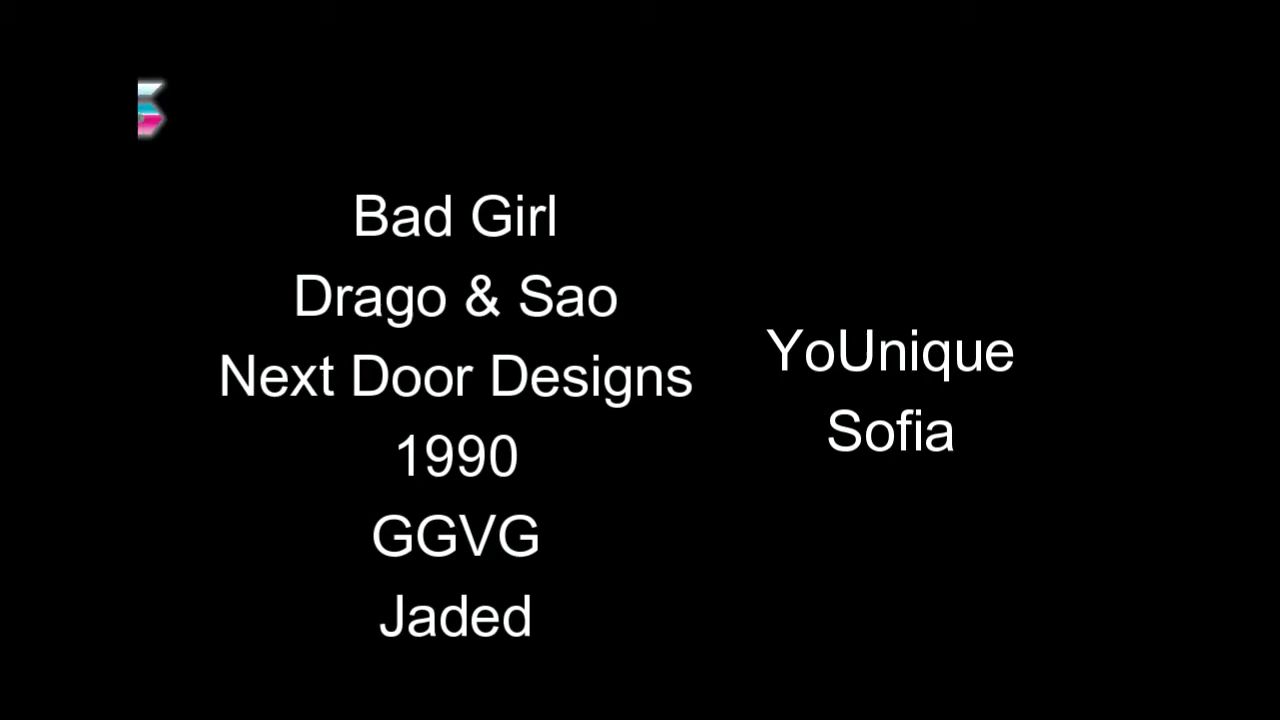 Bad Girl
Drago & Sao
Next Door Designs
1990
GGVG
Jaded
YoUnique
Sofia